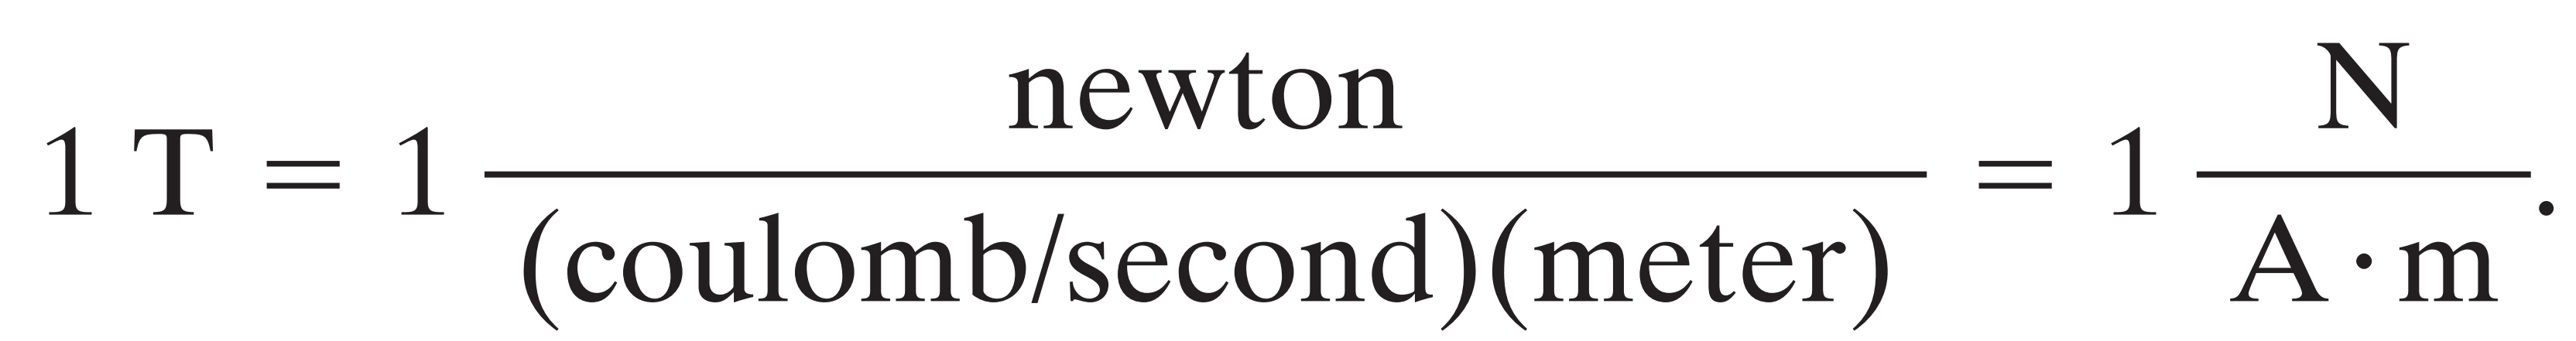 1 T = 1 newton/(coulomb/second)(meter) = 1 N/A · m.